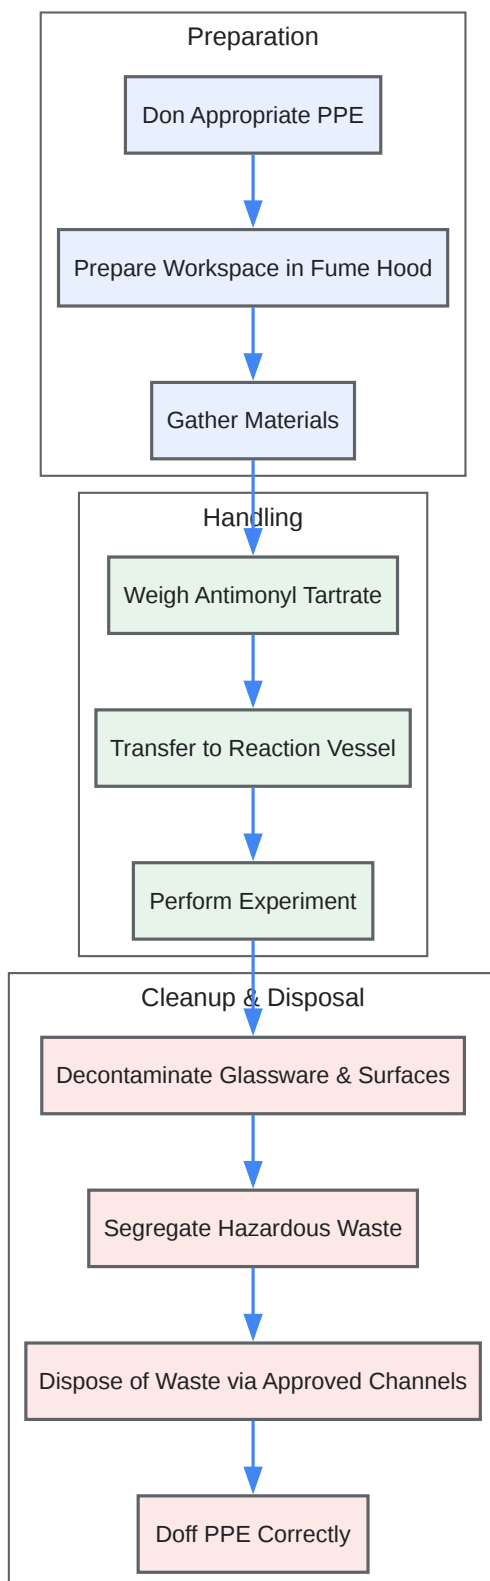 Preparation
Don Appropriate PPE
Prepare Workspace in Fume Hood
Gather Materials
Handling
Weigh Antimonyl Tartrate
Transfer to Reaction Vessel
Perform Experiment
Cleanup & Disposal
Decontaminate Glassware & Surfaces
Segregate Hazardous Waste
Dispose of Waste via Approved Channels
Doff PPE Correctly